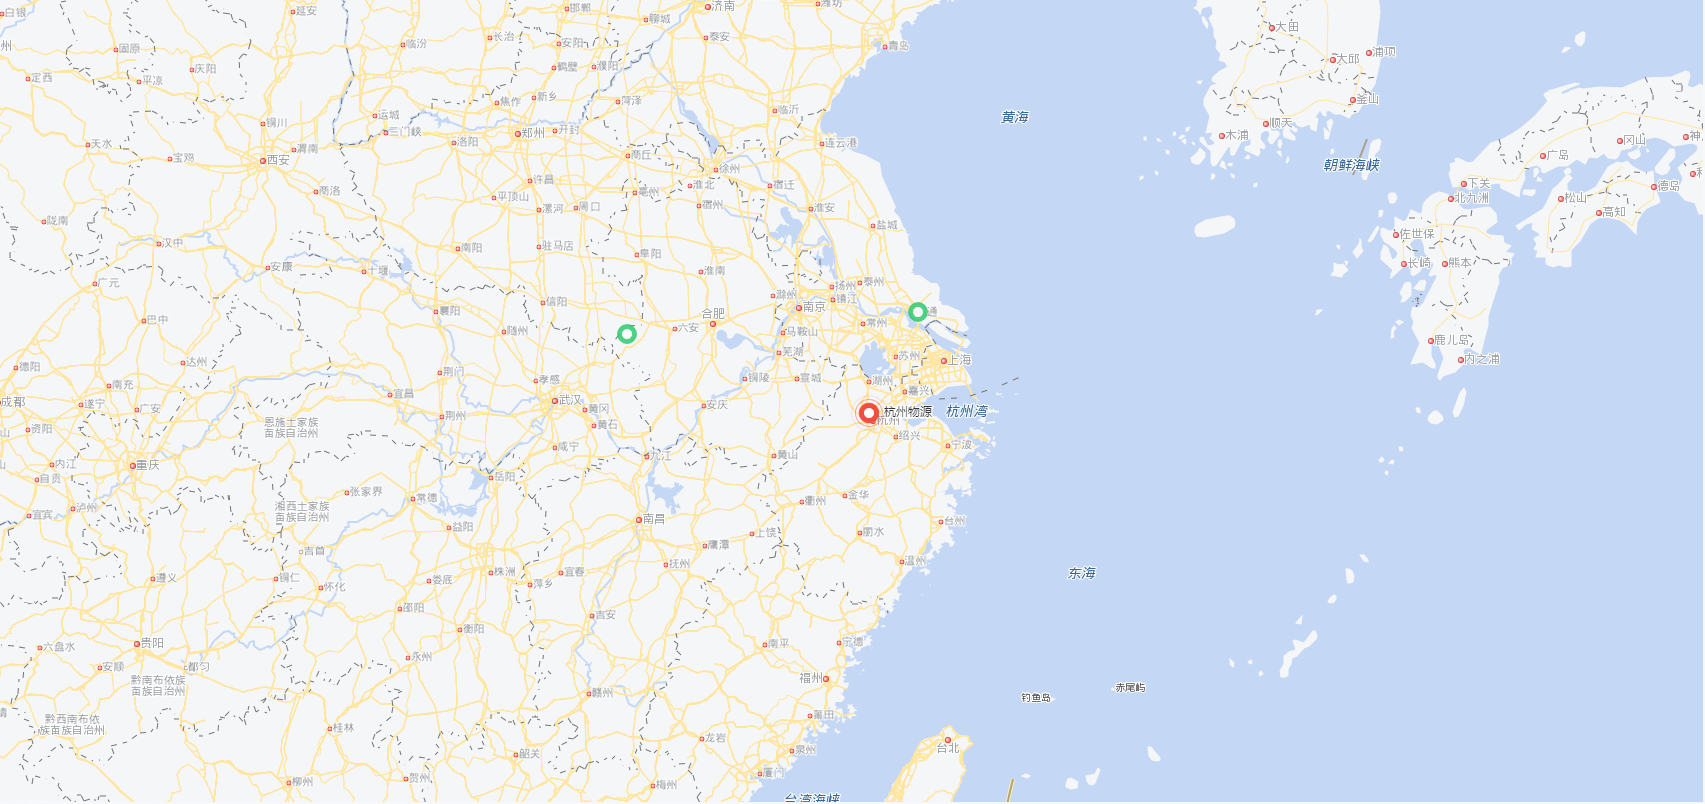 白银
延安
邯郸
聊城
济南
潍坊
州
固原
临汾
长治
安阳
泰安
青岛
大田
定西
平凉
庆阳
鹤壁
濮阳
大邱
浦项
焦作
新乡
菏泽
临沂
黄海
釜山
铜川
运城
三门峡
洛阳
郑州
开封
连云港
木浦
顺天
冈山
神
天水
宝鸡
渭南
西安
商丘
徐州
朝鲜海峡
广岛
商洛
平顶山
许昌
亳州
淮北
宿迁
下关
北九洲
松山
德岛
陇南
漯河
周口
宿州
淮安
盐城
高知
汉中
南阳
驻马店
阜阳
佐世保
广元
安康
十堰
淮南
长崎
熊本
巴中
襄阳
信阳
滁州
扬州
泰州
镇江
南京
随州
六安
合肥
马鞍山
常州
通
鹿儿岛
德阳
达州
荆门
芜湖
苏州
上海
内之浦
成都
遂宁
南充
广安
宜昌
孝感
武汉
铜陵
宣城
湖州
嘉兴
山
资阳
恩施土家族
苗族自治州
荆州
黄冈
黄石
安庆
杭州物源
杭州
杭州湾
内江
重庆
咸宁
九江
黄山
绍兴
宁波
自贡
泸州
宜宾
张家界
常德
岳阳
衢州
金华
湘西土家族
苗族自治州
益阳
南昌
上饶
丽水
台州
吉首
鹰潭
温州
遵义
铜仁
怀化
娄底
株洲
萍乡
宜春
抚州
东海
邵阳
吉安
六盘水
贵阳
衡阳
南平
宁德
安顺
都匀
永州
黔南布依族
苗族自治州
赣州
福州
钓鱼岛
赤尾屿
黔西南布依
族苗族自治州
桂林
莆田
韶关
龙岩
泉州
台北
柳州
贺州
梅州
厦门
台湾海峡